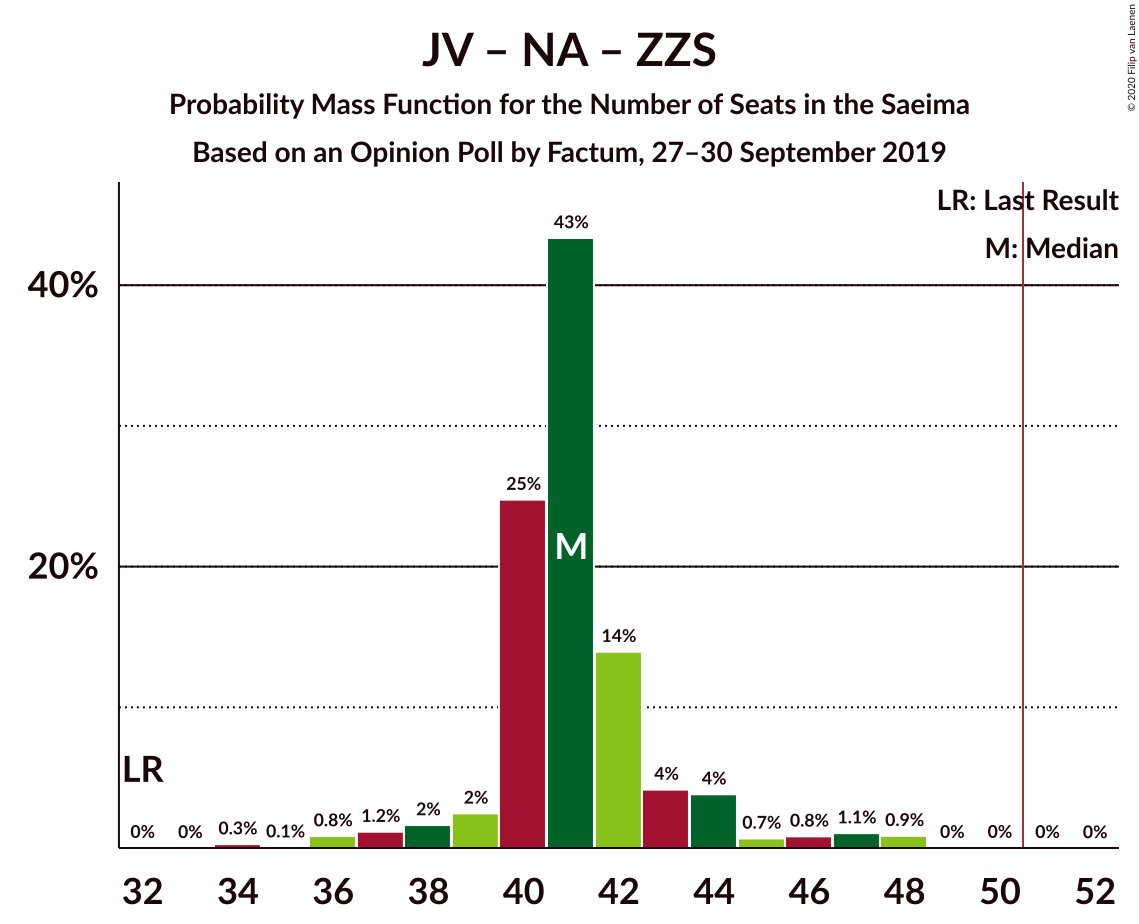 JV – NA – ZZS
Probability Mass Function for the Number of Seats in the Saeima
Based on an Opinion Poll by Factum, 27–30 September 2019
© 2020 Filip van Laenen
LR: Last Result
M: Median
40%
20%
43%
25%
M
14%
LR
0%
0%
0.3%
0.1%
0.8%
1.2%
2%
2%
4%
4%
0.7%
0.8%
1.1%
0.9%
0%
0%
0%
0%
32 34 36 38 40 42 44 46 48 50 52